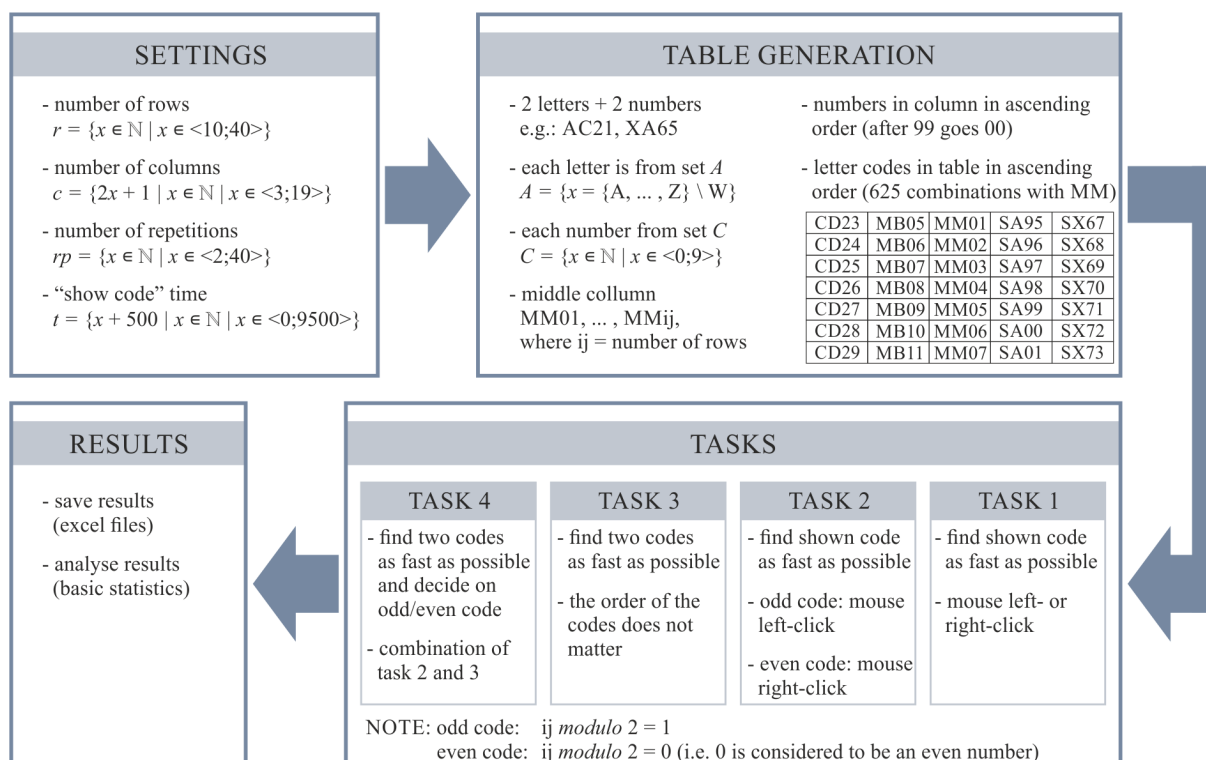 SETTINGS
- number of rows
r = {x ∈ ℕ | x ∈ <10;40>}
- number of columns
c = {2x + 1 | x ∈ ℕ | x ∈ <3;19>}
- number of repetitions
rp = {x ∈ ℕ | x ∈ <2;40>}
- “show code” time
t = {x + 500 | x ∈ ℕ | x ∈ <0;9500>}
TABLE GENERATION
- 2 letters + 2 numbers
e.g.: AC21, XA65
- each letter is from set A
A = {x = {A, ... , Z} \ W}
- each number from set C
C = {x ∈ ℕ | x ∈ <0;9>}
- middle collumn
MM01, ... , MMij,
where ij = number of rows
- numbers in column in ascending
order (after 99 goes 00)
- letter codes in table in ascending
order (625 combinations with MM)
CD23 MB05 MM01 SA95 SX67
CD24 MB06 MM02 SA96 SX68
CD25 MB07 MM03 SA97 SX69
CD26 MB08 MM04 SA98 SX70
CD27 MB09 MM05 SA99 SX71
CD28 MB10 MM06 SA00 SX72
CD29 MB11 MM07 SA01 SX73
RESULTS
- save results
(excel files)
- analyse results
(basic statistics)
TASKS
TASK 4
- find two codes
as fast as possible
and decide on
odd/even code
- combination of
task 2 and 3
TASK 3
- find two codes
as fast as possible
- the order of the
codes does not
matter
TASK 2
- find shown code
as fast as possible
- odd code: mouse
left-click
- even code: mouse
right-click
TASK 1
- find shown code
as fast as possible
- mouse left- or
right-click
NOTE: odd code: ij modulo 2 = 1
even code: ij modulo 2 = 0 (i.e. 0 is considered to be an even number)